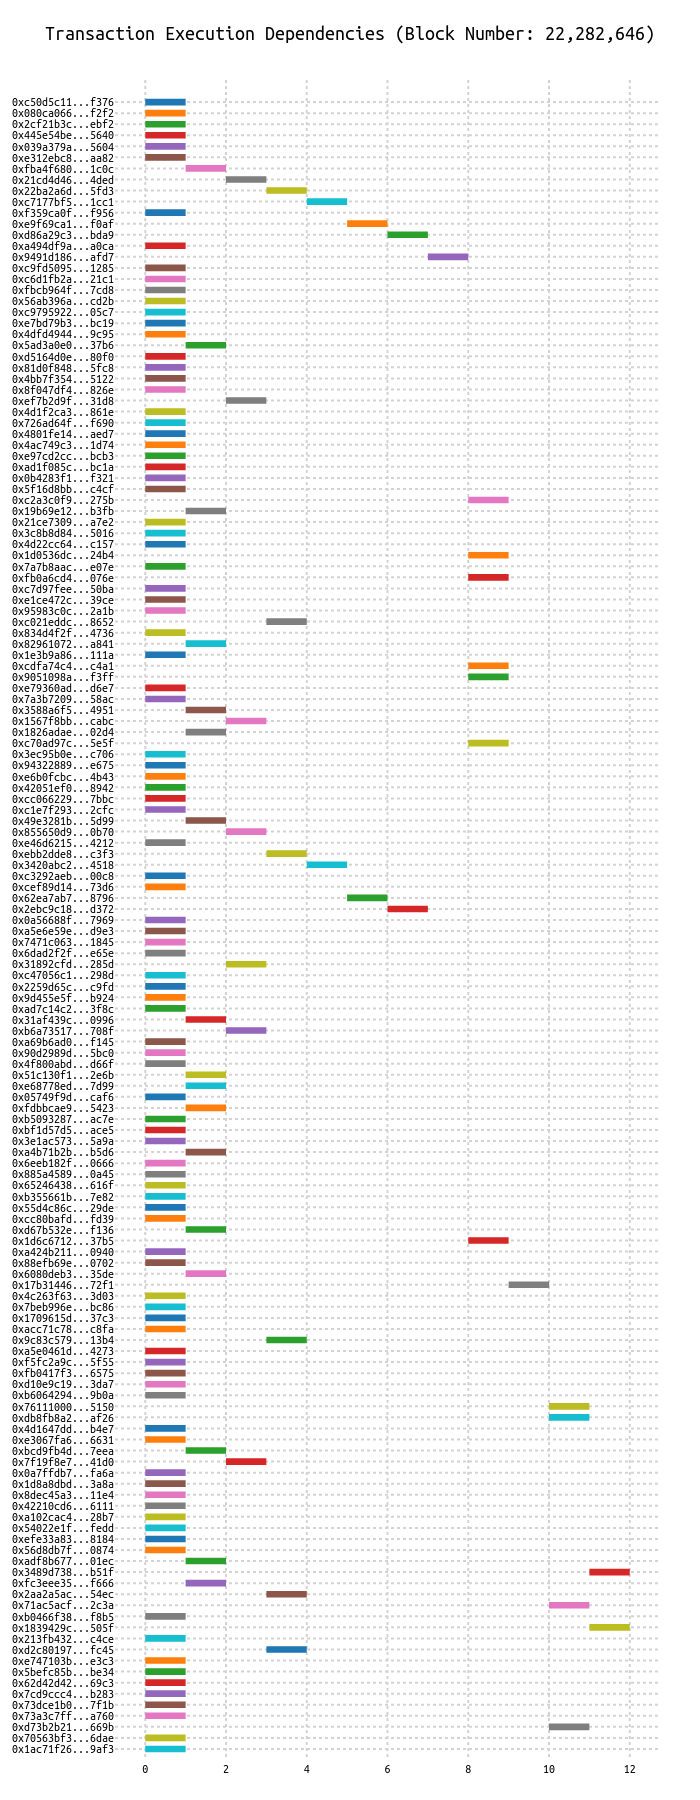 Transaction Execution Dependencies (Block Number: 22,282,646)
0xc50d5c11...f376
0x080ca066...f2f2
0x2cf21b3c...ebf2
0x445e54be...5640
0x039a379a...5604
0xe312ebc8...aa82
0xfba4f680...1c0c
0x21cd4d46...4ded
0x22ba2a6d...5fd3
0xc7177bf5...1cc1
0xf359ca0f...f956
0xe9f69ca1...f0af
0xd86a29c3...bda9
0xa494df9a...a0ca
0x9491d186...afd7
0xc9fd5095...1285
0xc6d1fb2a...21c1
0xfbcb964f...7cd8
0x56ab396a...cd2b
0xc9795922...05c7
0xe7bd79b3...bc19
0x4dfd4944...9c95
0x5ad3a0e0...37b6
0xd5164d0e...80f0
0x81d0f848...5fc8
0x4bb7f354...5122
0x8f047df4...826e
0xef7b2d9f...31d8
0x4d1f2ca3...861e
0x726ad64f...f690
0x4801fe14...aed7
0x4ac749c3...1d74
0xe97cd2cc...bcb3
0xad1f085c...bc1a
0x0b4283f1...f321
0x5f16d8bb...c4cf
0xc2a3c0f9...275b
0x19b69e12...b3fb
0x21ce7309...a7e2
0x3c8b8d84...5016
0x4d22cc64...c157
0x1d0536dc...24b4
0x7a7b8aac...e07e
0xfb0a6cd4...076e
0xc7d97fee...50ba
0xe1ce472c...39ce
0x95983c0c...2a1b
0xc021eddc...8652
0x834d4f2f...4736
0x82961072...a841
0x1e3b9a86...111a
0xcdfa74c4...c4a1
0x9051098a...f3ff
0xe79360ad...d6e7
0x7a3b7209...58ac
0x3588a6f5...4951
0x1567f8bb...cabc
0x1826adae...02d4
0xc70ad97c...5e5f
0x3ec95b0e...c706
0x94322889...e675
0xe6b0fcbc...4b43
0x42051ef0...8942
0xcc066229...7bbc
0xc1e7f293...2cfc
0x49e3281b...5d99
0x855650d9...0b70
0xe46d6215...4212
0xebb2dde8...c3f3
0x3420abc2...4518
0xc3292aeb...00c8
0xcef89d14...73d6
0x62ea7ab7...8796
0x2ebc9c18...d372
0x0a56688f...7969
0xa5e6e59e...d9e3
0x7471c063...1845
0x6dad2f2f...e65e
0x31892cfd...285d
0xc47056c1...298d
0x2259d65c...c9fd
0x9d455e5f...b924
0xad7c14c2...3f8c
0x31af439c...0996
0xb6a73517...708f
0xa69b6ad0...f145
0x90d2989d...5bc0
0x4f800abd...d66f
0x51c130f1...2e6b
0xe68778ed...7d99
0x05749f9d...caf6
0xfdbbcae9...5423
0xb5093287...ac7e
0xbf1d57d5...ace5
0x3e1ac573...5a9a
0xa4b71b2b...b5d6
0x6eeb182f...0666
0x885a4589...0a45
0x65246438...616f
0xb355661b...7e82
0x55d4c86c...29de
0xcc80bafd...fd39
0xd67b532e...f136
0x1d6c6712...37b5
0xa424b211...0940
0x88efb69e...0702
0x6080deb3...35de
0x17b31446...72f1
0x4c263f63...3d03
0x7beb996e...bc86
0x1709615d...37c3
0xacc71c78...c8fa
0x9c83c579...13b4
0xa5e0461d...4273
0xf5fc2a9c...5f55
0xfb0417f3...6575
0xd10e9c19...3da7
0xb6064294...9b0a
0x76111000...5150
0xdb8fb8a2...af26
0x4d1647dd...b4e7
0xe3067fa6...6631
0xbcd9fb4d...7eea
0x7f19f8e7...41d0
0x0a7ffdb7...fa6a
0x1d8a8dbd...3a8a
0x8dec45a3...11e4
0x42210cd6...6111
0xa102cac4...28b7
0x54022e1f...fedd
0xefe33a83...8184
0x56d8db7f...0874
0xadf8b677...01ec
0x3489d738...b51f
0xfc3eee35...f666
0x2aa2a5ac...54ec
0x71ac5acf...2c3a
0xb0466f38...f8b5
0x1839429c...505f
0x213fb432...c4ce
0xd2c80197...fc45
0xe747103b...e3c3
0x5befc85b...be34
0x62d42d42...69c3
0x7cd9ccc4...b283
0x73dce1b0...7f1b
0x73a3c7ff...a760
0xd73b2b21...669b
0x70563bf3...6dae
0x1ac71f26...9af3
0 2 4 6 8 10 12